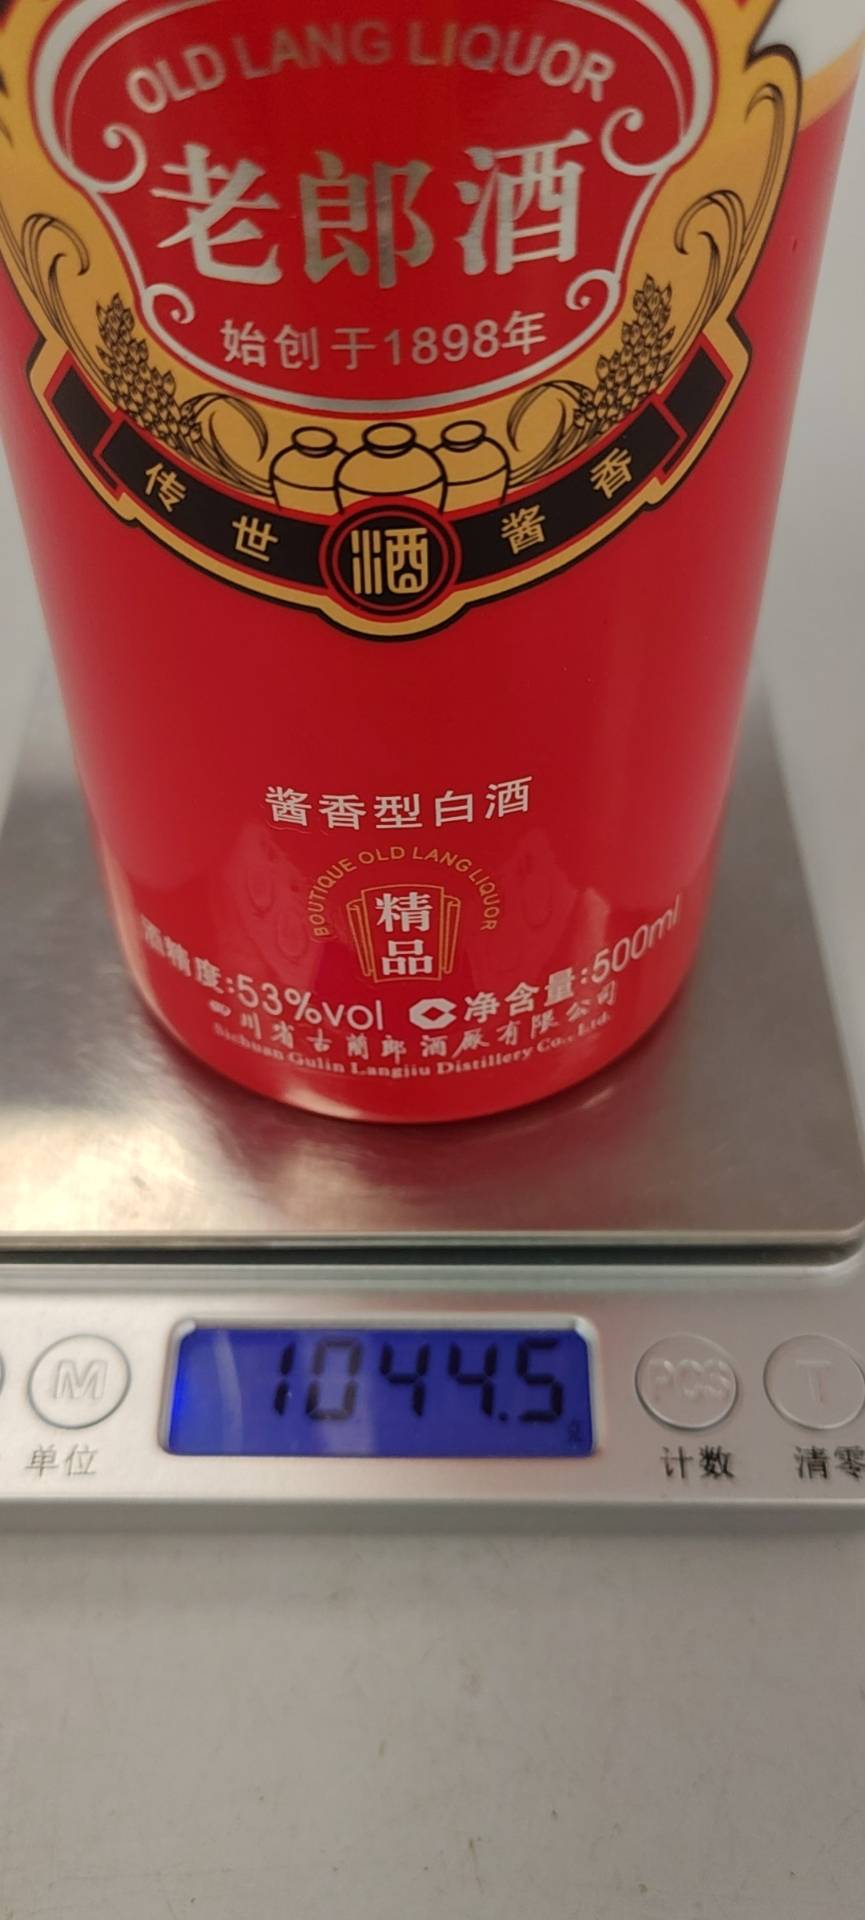 OLD LANG LIQUOR
老郎酒
始创于1898年
传世 酒 酱香
酱香型白酒
BOUTIQUE OLD LANG LIQUOR
精品
酒精度:53%vol 净含量:500ml
四川省古蔺郎酒厂有限公司
Sichuan Gulin Langjiu Distillery Co., Ltd.
1044.5
M PCS T
单位 计数 清零